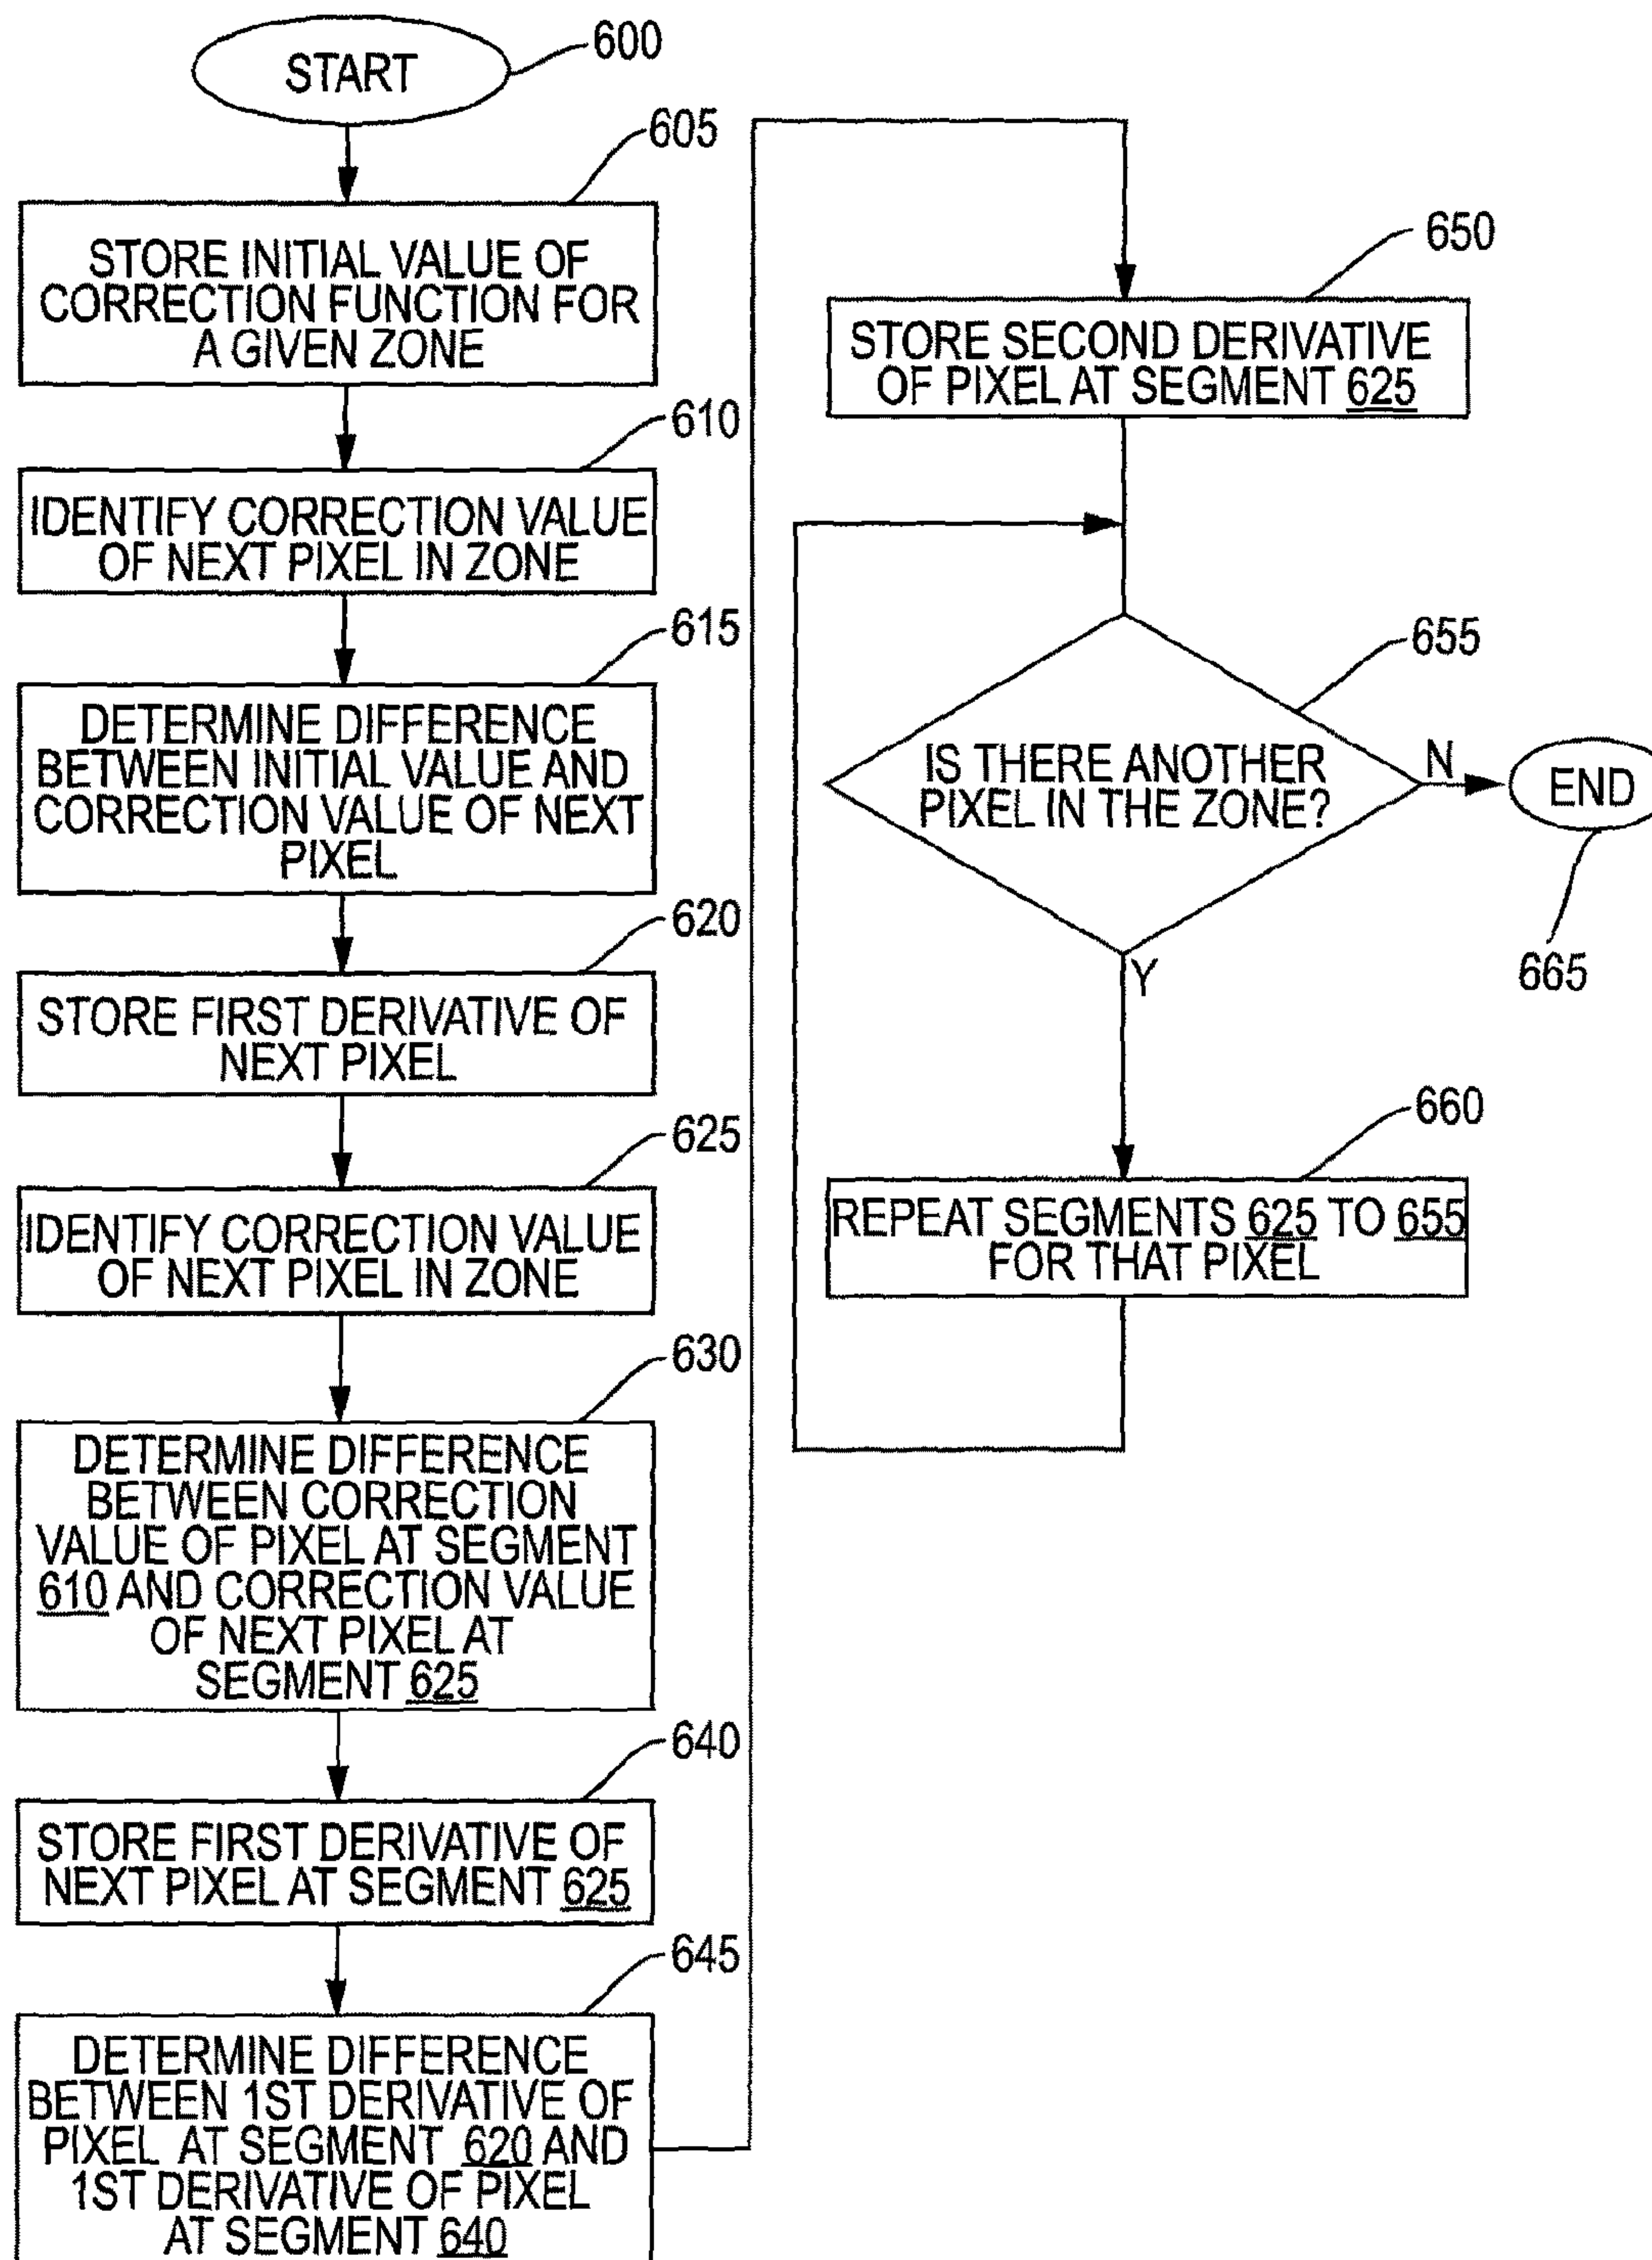 START
600
605
STORE INITIAL VALUE OF
CORRECTION FUNCTION FOR
A GIVEN ZONE
610
IDENTIFY CORRECTION VALUE
OF NEXT PIXEL IN ZONE
615
DETERMINE DIFFERENCE
BETWEEN INITIAL VALUE AND
CORRECTION VALUE OF NEXT
PIXEL
620
STORE FIRST DERIVATIVE OF
NEXT PIXEL
625
IDENTIFY CORRECTION VALUE
OF NEXT PIXEL IN ZONE
630
DETERMINE DIFFERENCE
BETWEEN CORRECTION
VALUE OF PIXEL AT SEGMENT
610 AND CORRECTION VALUE
OF NEXT PIXEL AT
SEGMENT 625
640
STORE FIRST DERIVATIVE OF
NEXT PIXEL AT SEGMENT 625
645
DETERMINE DIFFERENCE
BETWEEN 1ST DERIVATIVE OF
PIXEL AT SEGMENT 620 AND
1ST DERIVATIVE OF PIXEL
AT SEGMENT 640
650
STORE SECOND DERIVATIVE
OF PIXEL AT SEGMENT 625
655
IS THERE ANOTHER
PIXEL IN THE ZONE?
N
END
665
Y
660
REPEAT SEGMENTS 625 TO 655
FOR THAT PIXEL